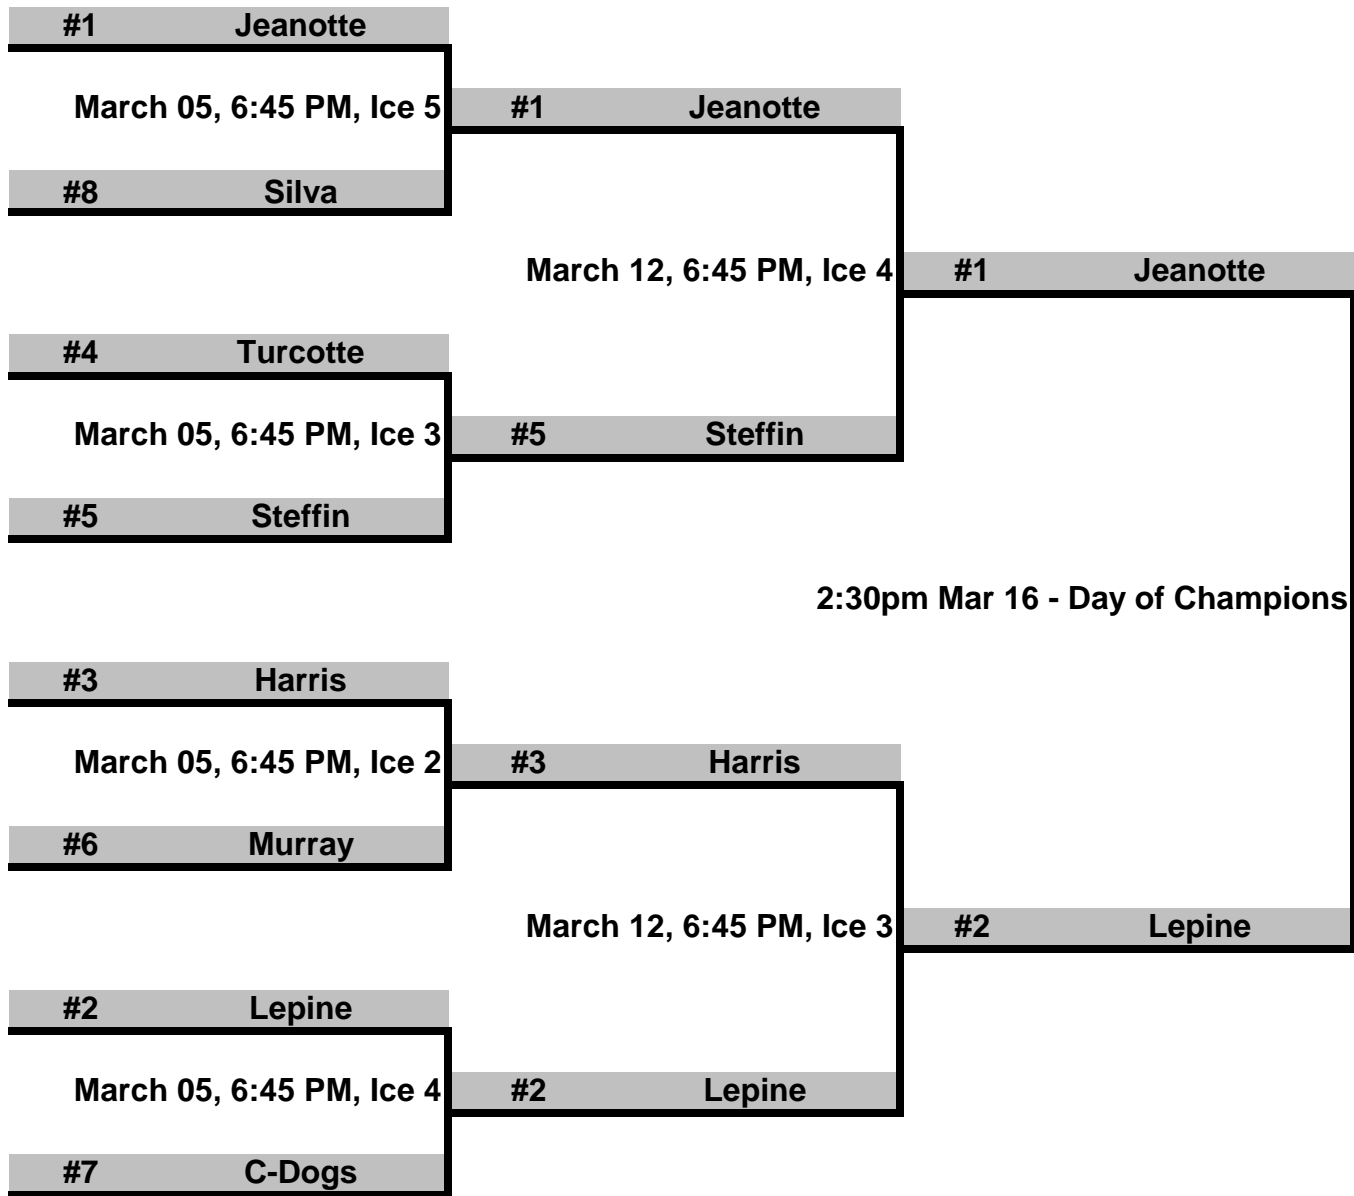 #1 Jeanotte
March 05, 6:45 PM, Ice 5
#1 Jeanotte
#8 Silva
March 12, 6:45 PM, Ice 4
#1 Jeanotte
#4 Turcotte
March 05, 6:45 PM, Ice 3
#5 Steffin
#5 Steffin
2:30pm Mar 16 - Day of Champions
#3 Harris
March 05, 6:45 PM, Ice 2
#3 Harris
#6 Murray
March 12, 6:45 PM, Ice 3
#2 Lepine
#2 Lepine
March 05, 6:45 PM, Ice 4
#2 Lepine
#7 C-Dogs